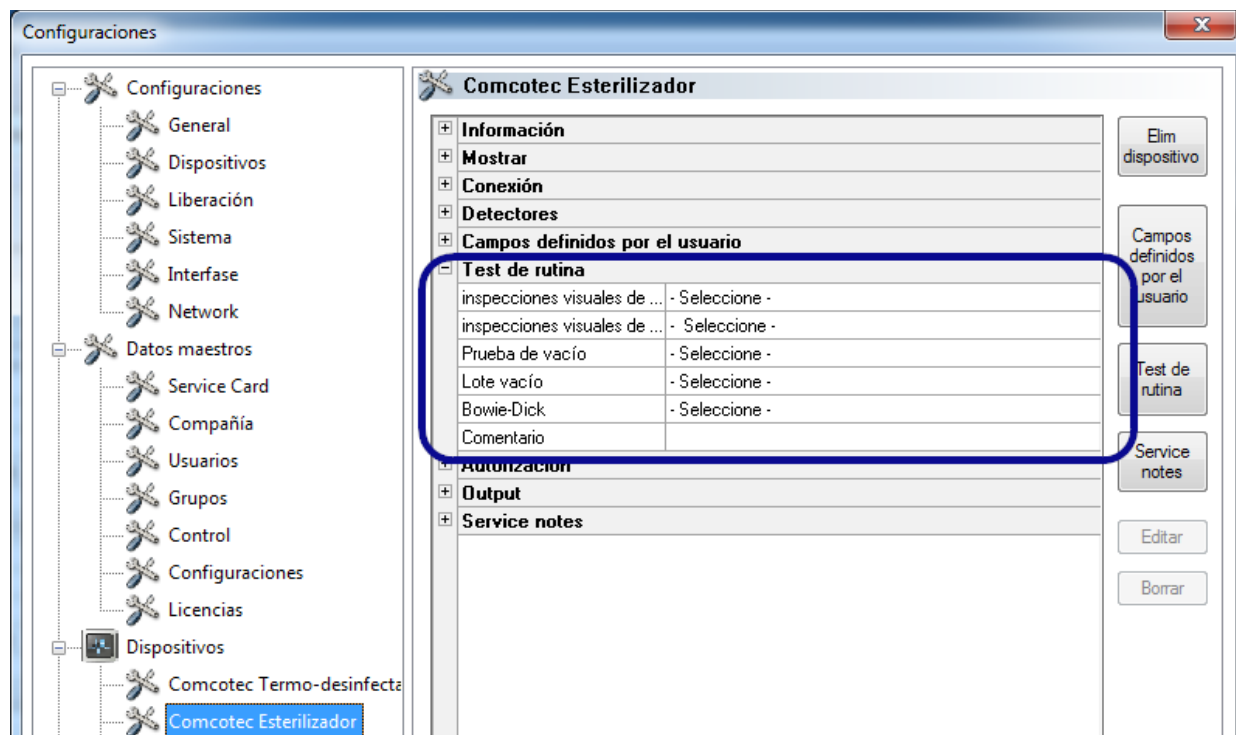 Configuraciones
Configuraciones
General
Dispositivos
Liberación
Sistema
Interfase
Network
Datos maestros
Service Card
Compañía
Usuarios
Grupos
Control
Configuraciones
Licencias
Dispositivos
Comcotec Termo-desinfecta
Comcotec Esterilizador
Comcotec Esterilizador
Información
Mostrar
Conexión
Detectores
Campos definidos por el usuario
Test de rutina
inspecciones visuales de ... - Seleccione -
inspecciones visuales de ... - Seleccione -
Prueba de vacío - Seleccione -
Lote vacío - Seleccione -
Bowie-Dick - Seleccione -
Comentario
Autorización
Output
Service notes
Elim
dispositivo
Campos
definidos
por el
usuario
Test de
rutina
Service
notes
Editar
Borrar